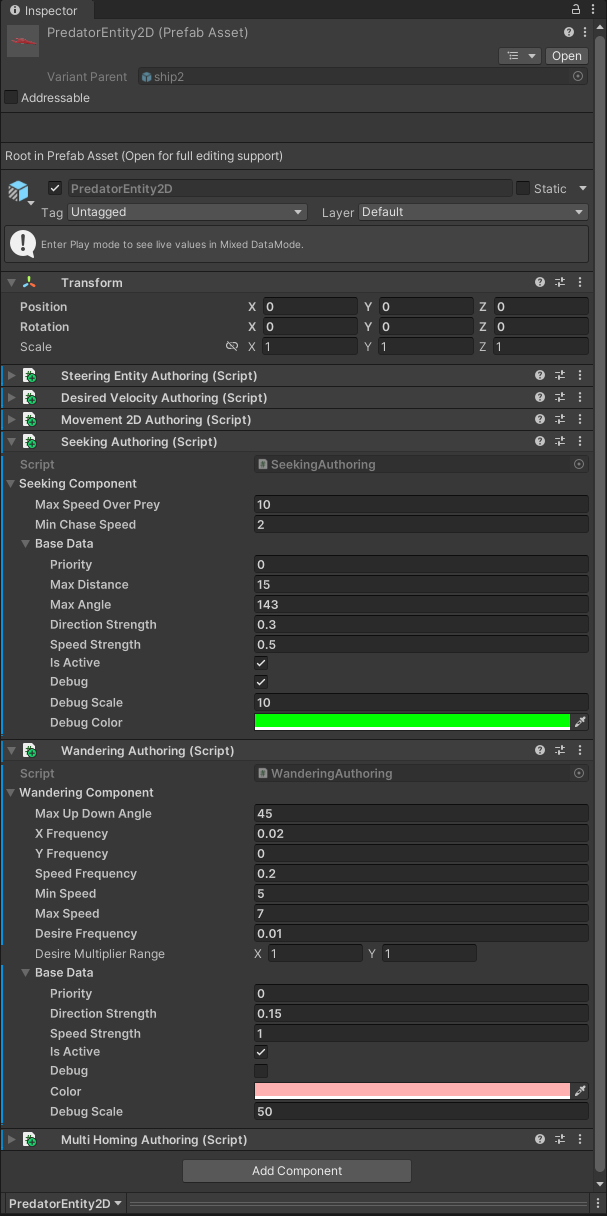 Inspector
PredatorEntity2D (Prefab Asset)
Open
Variant Parent ship2
Addressable
Root in Prefab Asset (Open for full editing support)
PredatorEntity2D Static
Tag Untagged Layer Default
Enter Play mode to see live values in Mixed DataMode.
Transform
Position X 0 Y 0 Z 0
Rotation X 0 Y 0 Z 0
Scale X 1 Y 1 Z 1
Steering Entity Authoring (Script)
Desired Velocity Authoring (Script)
Movement 2D Authoring (Script)
Seeking Authoring (Script)
Script SeekingAuthoring
Seeking Component
Max Speed Over Prey 10
Min Chase Speed 2
Base Data
Priority 0
Max Distance 15
Max Angle 143
Direction Strength 0.3
Speed Strength 0.5
Is Active
Debug
Debug Scale 10
Debug Color
Wandering Authoring (Script)
Script WanderingAuthoring
Wandering Component
Max Up Down Angle 45
X Frequency 0.02
Y Frequency 0
Speed Frequency 0.2
Min Speed 5
Max Speed 7
Desire Frequency 0.01
Desire Multiplier Range X 1 Y 1
Base Data
Priority 0
Direction Strength 0.15
Speed Strength 1
Is Active
Debug
Color
Debug Scale 50
Multi Homing Authoring (Script)
Add Component
PredatorEntity2D